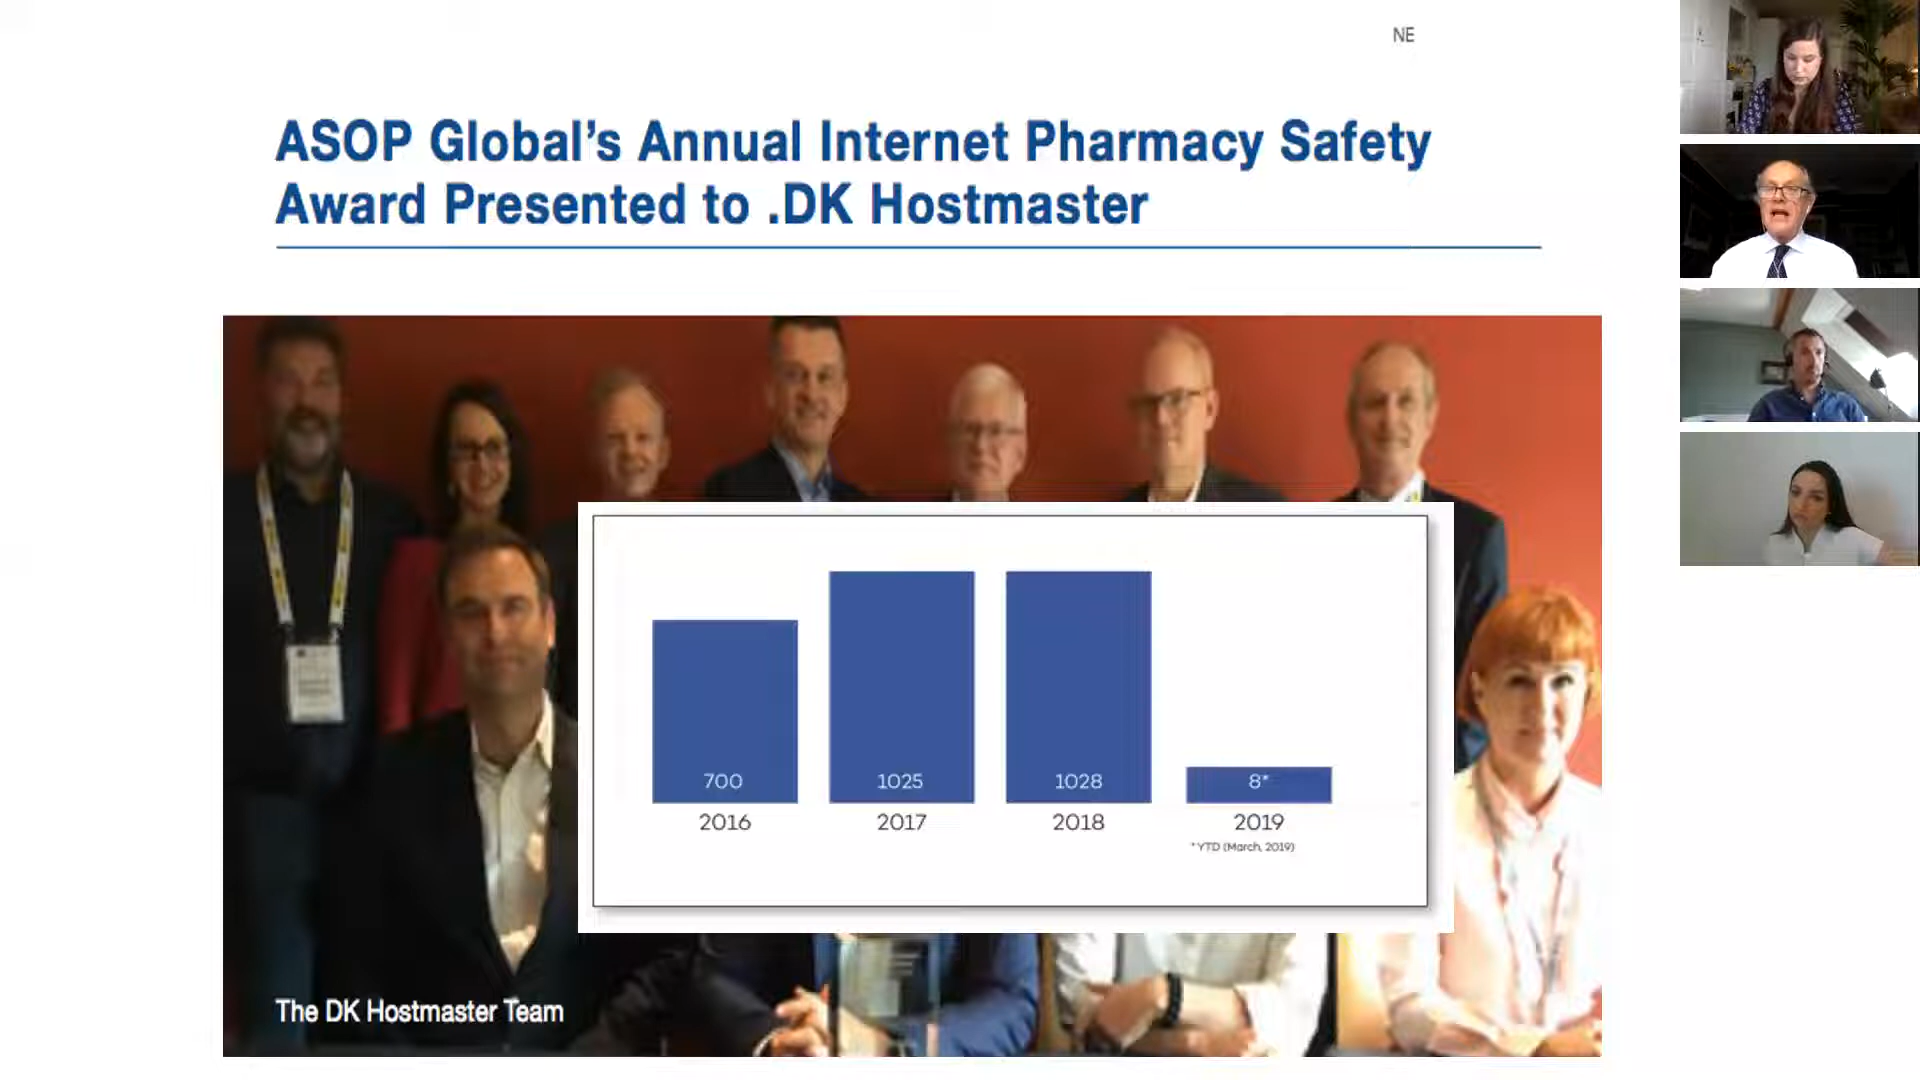 NE
ASOP Global’s Annual Internet Pharmacy Safety
Award Presented to .DK Hostmaster
700
1025
1028
8*
2016
2017
2018
2019
* YTD (March, 2019)
The DK Hostmaster Team